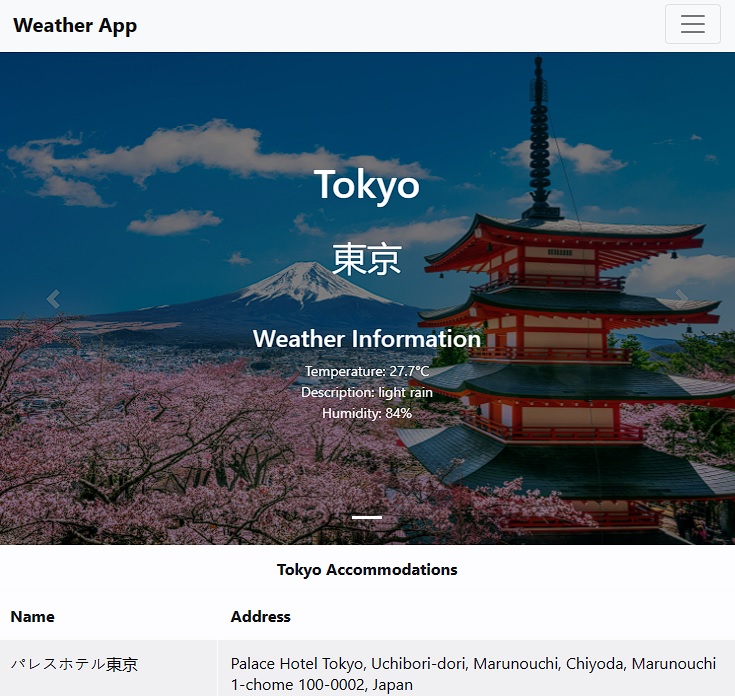 Weather App
Tokyo
東京
Weather Information
Temperature: 27.7°C
Description: light rain
Humidity: 84%
Tokyo Accommodations
Name Address
パレスホテル東京 Palace Hotel Tokyo, Uchibori-dori, Marunouchi, Chiyoda, Marunouchi
1-chome 100-0002, Japan